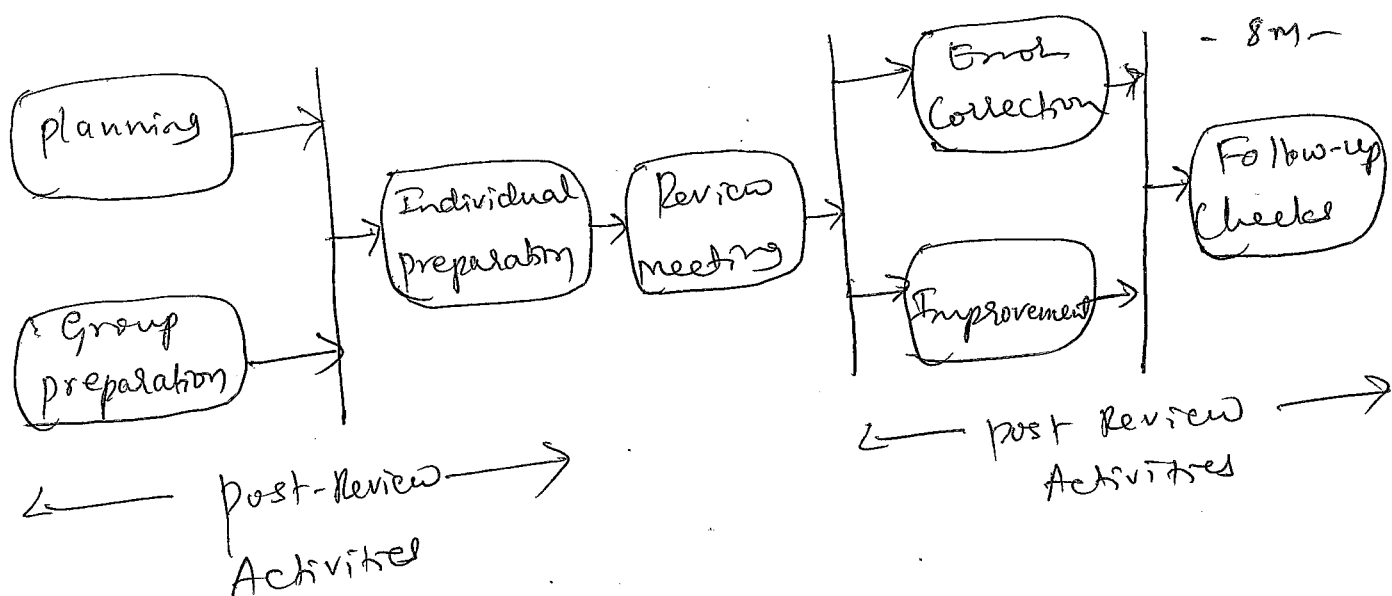 planning
Group
preparation
Individual
preparation
Review
meeting
Error
Correction
Improvement
- 8M -
Follow-up
Checks
post-Review
Activities
post Review
Activities